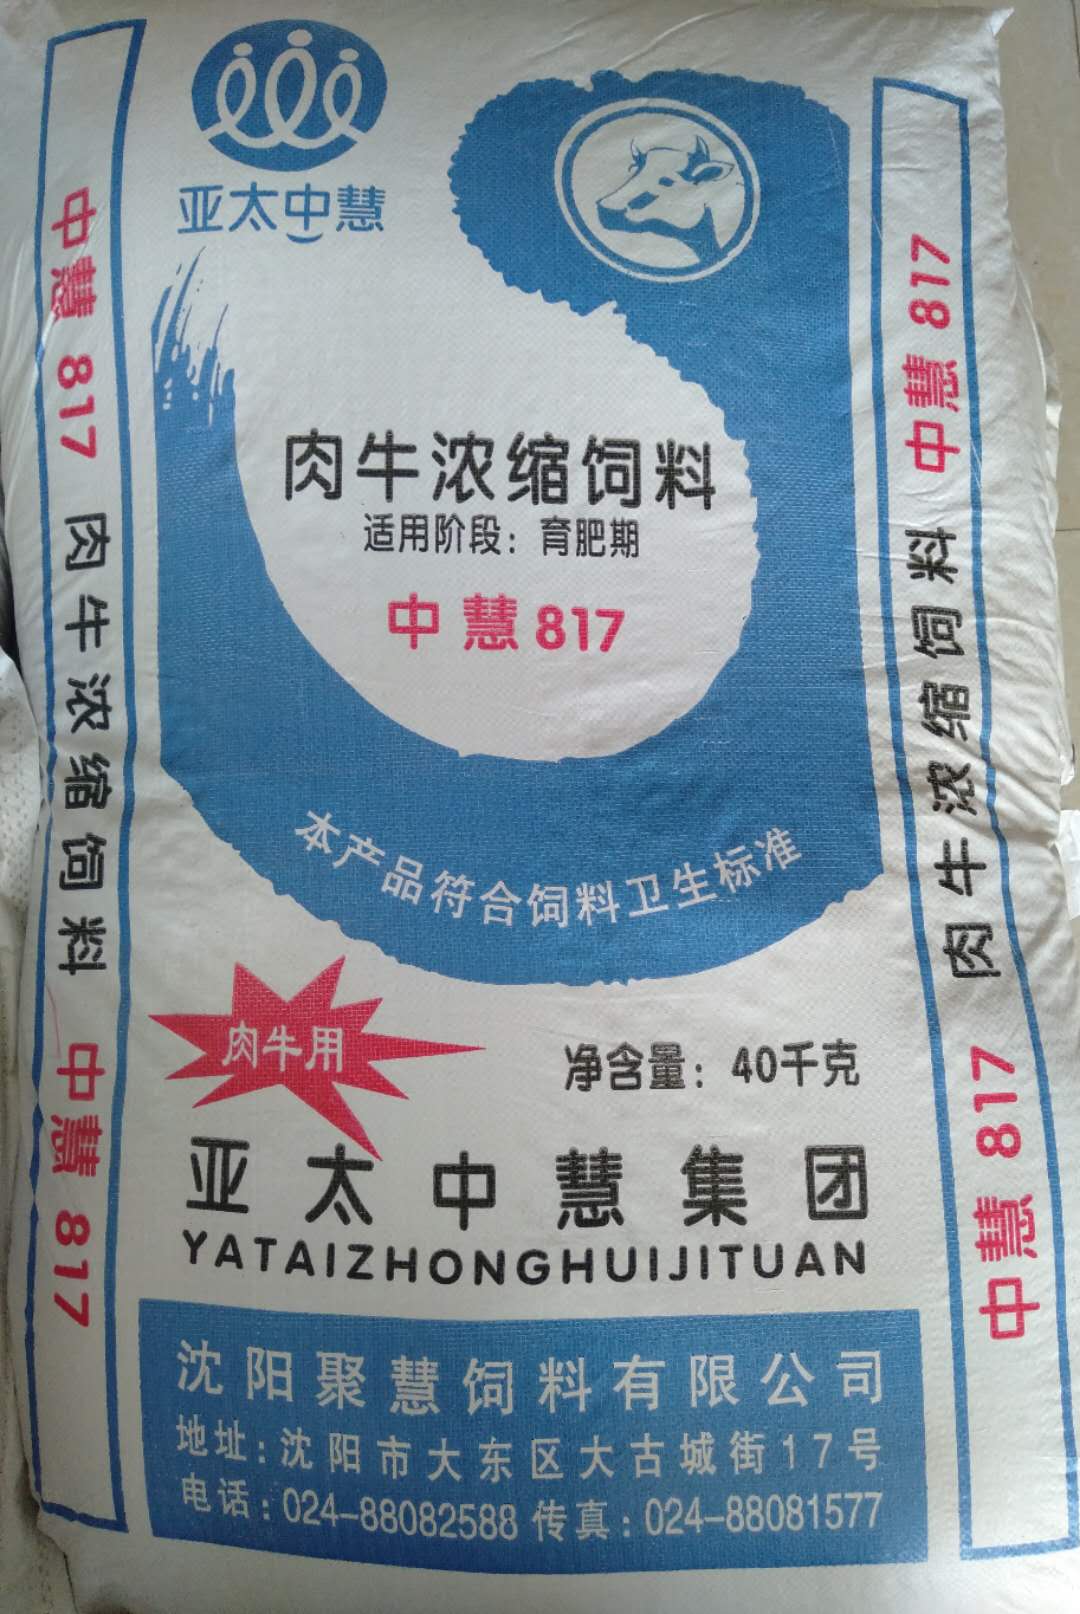 亚太中慧
中慧 817 肉牛浓缩饲料 中慧 817
肉牛浓缩饲料
适用阶段：育肥期
中慧817
本产品符合饲料卫生标准
肉牛用
净含量：40千克
亚太中慧集团
YATAIZHONGHUIJITUAN
沈阳聚慧饲料有限公司
地址：沈阳市大东区大古城街17号
电话：024-88082588 传真：024-88081577
中慧 817 肉牛浓缩饲料 中慧 817